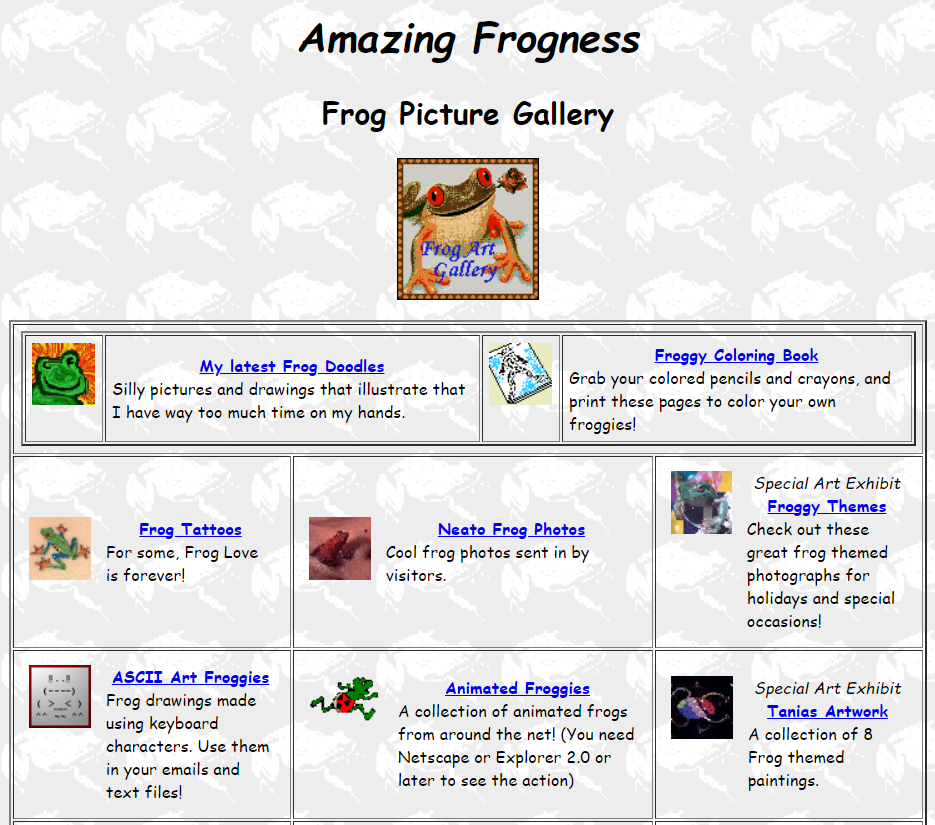 Amazing Frogness
Frog Picture Gallery
Frog Art
Gallery
My latest Frog Doodles
Silly pictures and drawings that illustrate that
I have way too much time on my hands.
Froggy Coloring Book
Grab your colored pencils and crayons, and
print these pages to color your own
froggies!
Frog Tattoos
For some, Frog Love
is forever!
Neato Frog Photos
Cool frog photos sent in by
visitors.
Special Art Exhibit
Froggy Themes
Check out these
great frog themed
photographs for
holidays and special
occasions!
ASCII Art Froggies
Frog drawings made
using keyboard
characters. Use them
in your emails and
text files!
Animated Froggies
A collection of animated frogs
from around the net! (You need
Netscape or Explorer 2.0 or
later to see the action)
Special Art Exhibit
Tanias Artwork
A collection of 8
Frog themed
paintings.